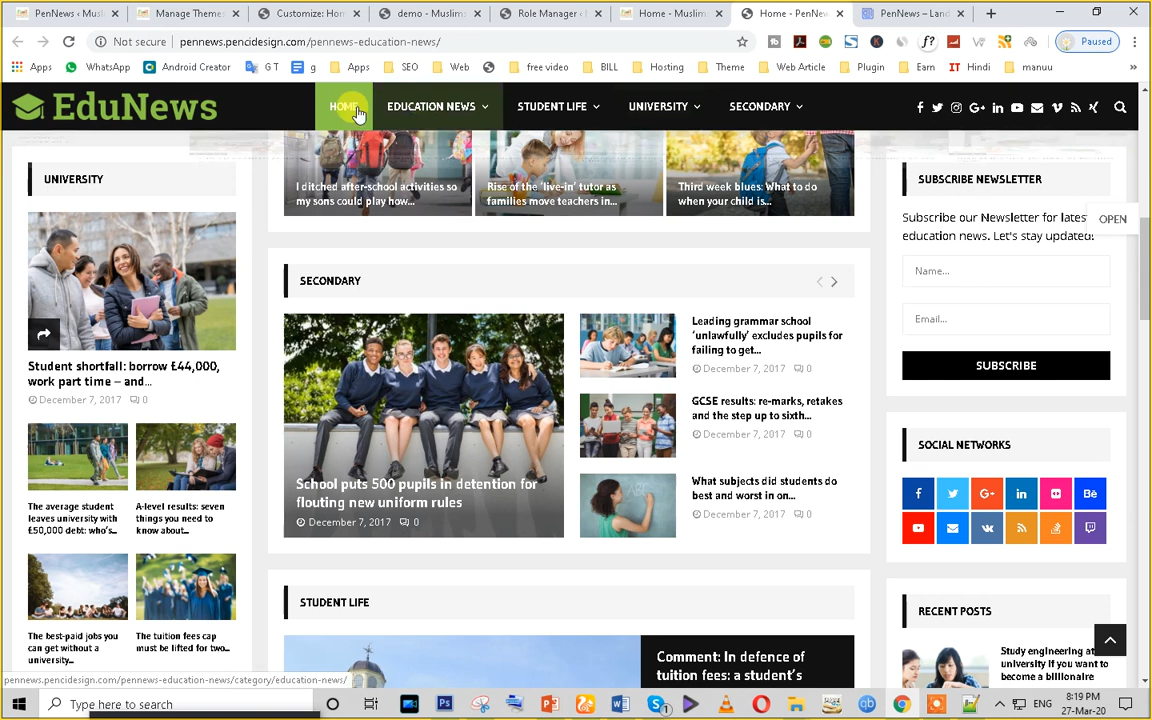 PenNews ‹ Musli
Manage Themes
Customize: Hom
demo - Muslims
Role Manager ‹ M
Home - Muslim
Home - PenNew
PenNews – Land
Not secure | pennews.pencidesign.com/pennews-education-news/
Paused
Apps
WhatsApp
Android Creator
G T
g
Apps
SEO
Web
free video
BILL
Hosting
Theme
Web Article
Plugin
Earn
IT Hindi
manuu
EduNews
HOME
EDUCATION NEWS
STUDENT LIFE
UNIVERSITY
SECONDARY
UNIVERSITY
Student shortfall: borrow £44,000,
work part time – and...
December 7, 2017 0
The average student
leaves university with
£50,000 debt: who's...
A-level results: seven
things you need to
know about...
The best-paid jobs you
can get without a
university...
The tuition fees cap
must be lifted for two...
I ditched after-school activities so
my sons could play how...
Rise of the 'live-in' tutor as
families move teachers in...
Third week blues: What to do
when your child is...
SECONDARY
School puts 500 pupils in detention for
flouting new uniform rules
December 7, 2017 0
Leading grammar school
'unlawfully' excludes pupils for
failing to get...
December 7, 2017 0
GCSE results: re-marks, retakes
and the step up to sixth...
December 7, 2017 0
What subjects did students do
best and worst in on...
December 7, 2017 0
STUDENT LIFE
Comment: In defence of
tuition fees: a student's
SUBSCRIBE NEWSLETTER
Subscribe our Newsletter for latest
education news. Let's stay updated!
OPEN
Name...
Email...
SUBSCRIBE
SOCIAL NETWORKS
RECENT POSTS
Study engineering at
university if you want to
become a billionaire
pennews.pencidesign.com/pennews-education-news/category/education-news/
Type here to search
ENG
8:19 PM
27-Mar-20